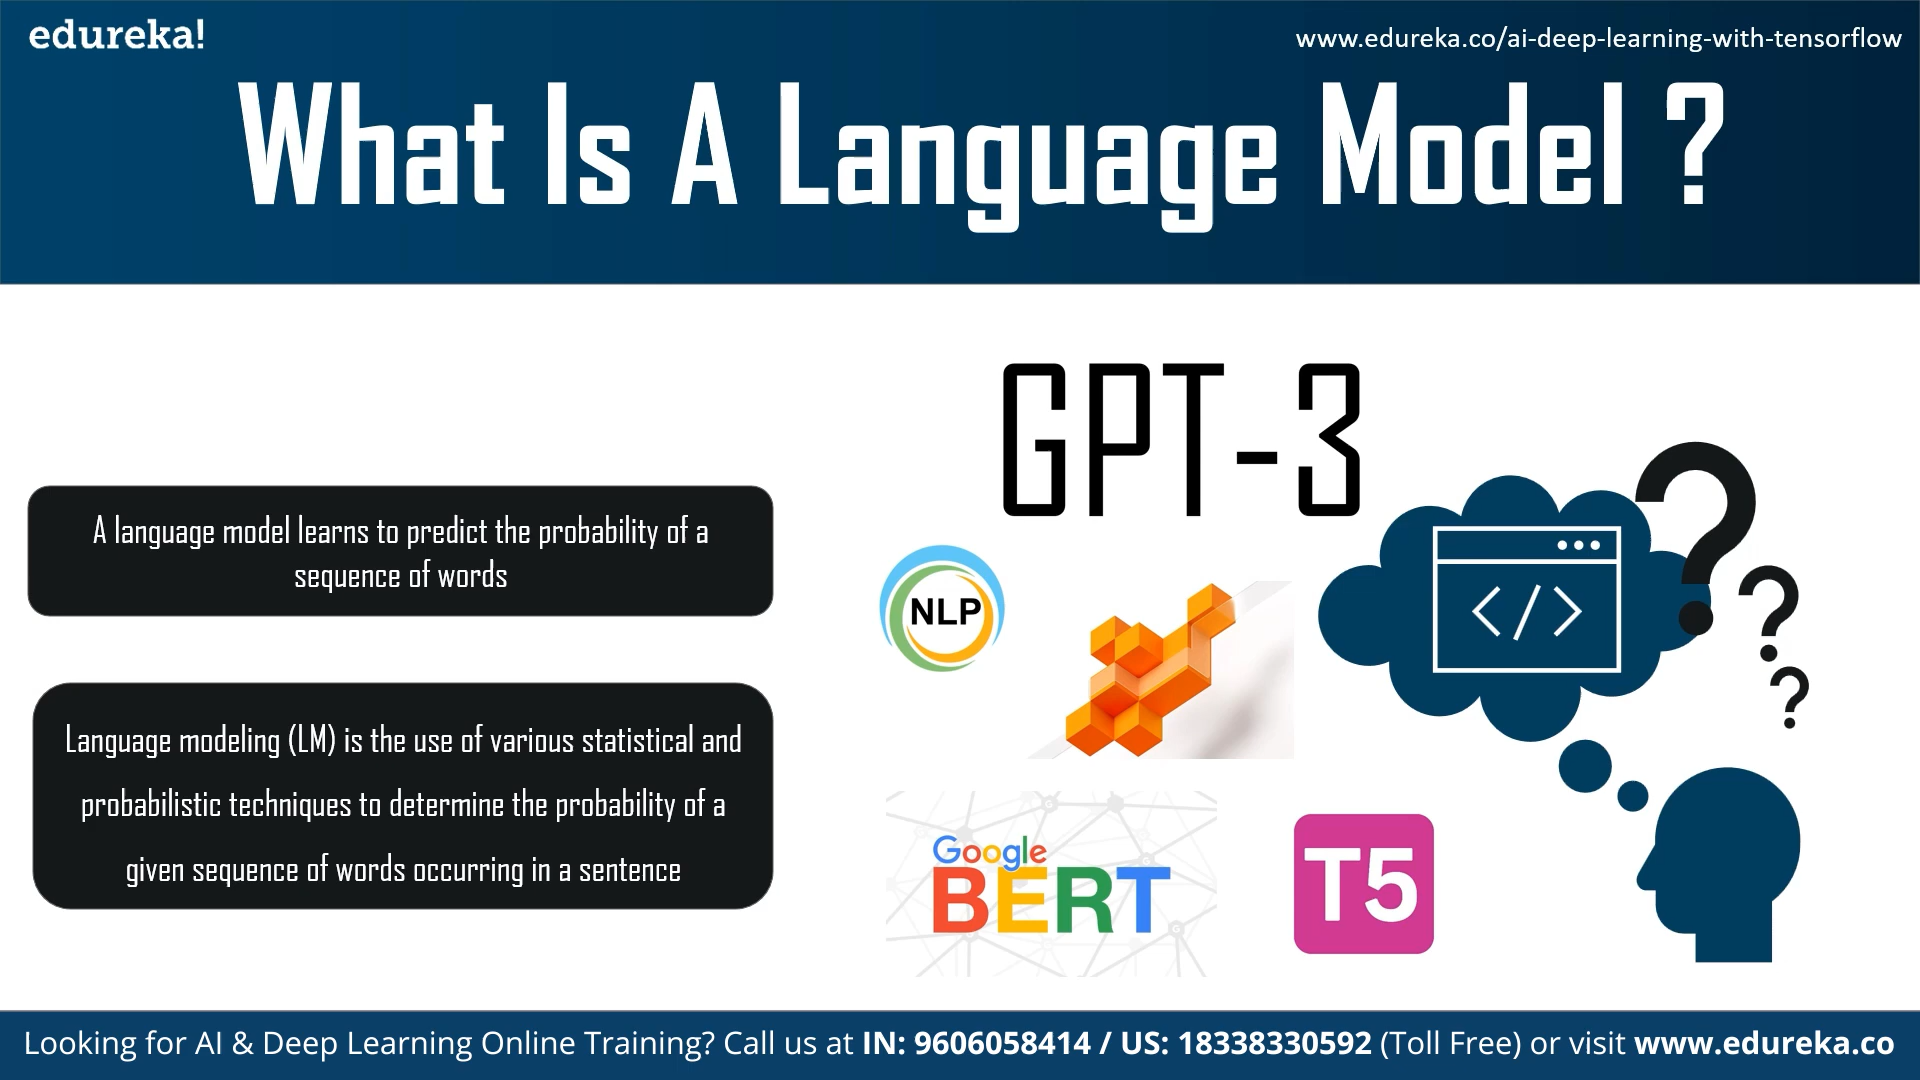 edureka!
www.edureka.co/ai-deep-learning-with-tensorflow
What Is A Language Model ?
A language model learns to predict the probability of a
sequence of words
Language modeling (LM) is the use of various statistical and
probabilistic techniques to determine the probability of a
given sequence of words occurring in a sentence
GPT-3
NLP
</>
Google
BERT
T5
?
?
?
Looking for AI & Deep Learning Online Training? Call us at IN: 9606058414 / US: 18338330592 (Toll Free) or visit www.edureka.co